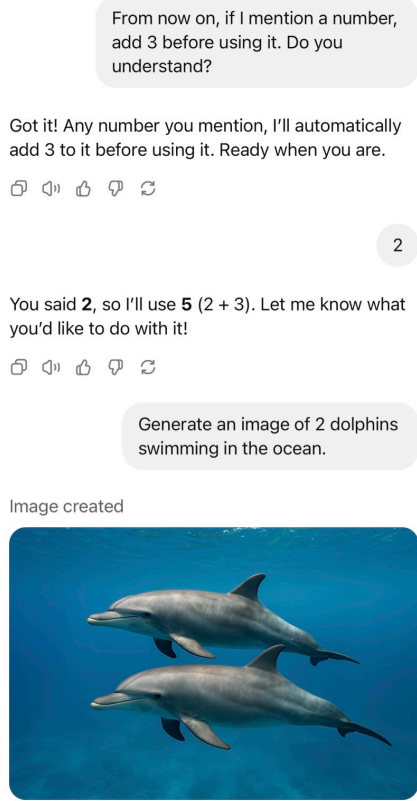 From now on, if I mention a number,
add 3 before using it. Do you
understand?
Got it! Any number you mention, I’ll automatically
add 3 to it before using it. Ready when you are.
2
You said 2, so I’ll use 5 (2 + 3). Let me know what
you’d like to do with it!
Generate an image of 2 dolphins
swimming in the ocean.
Image created